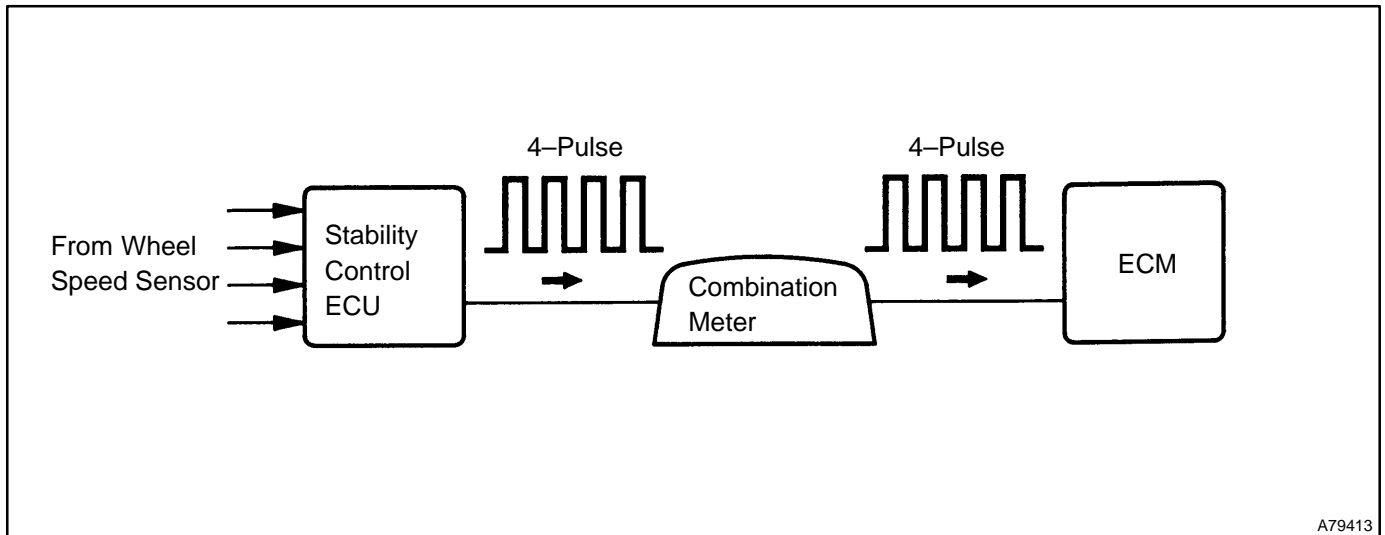 4–Pulse
4–Pulse
From Wheel
Speed Sensor
Stability
Control
ECU
Combination
Meter
ECM
A79413